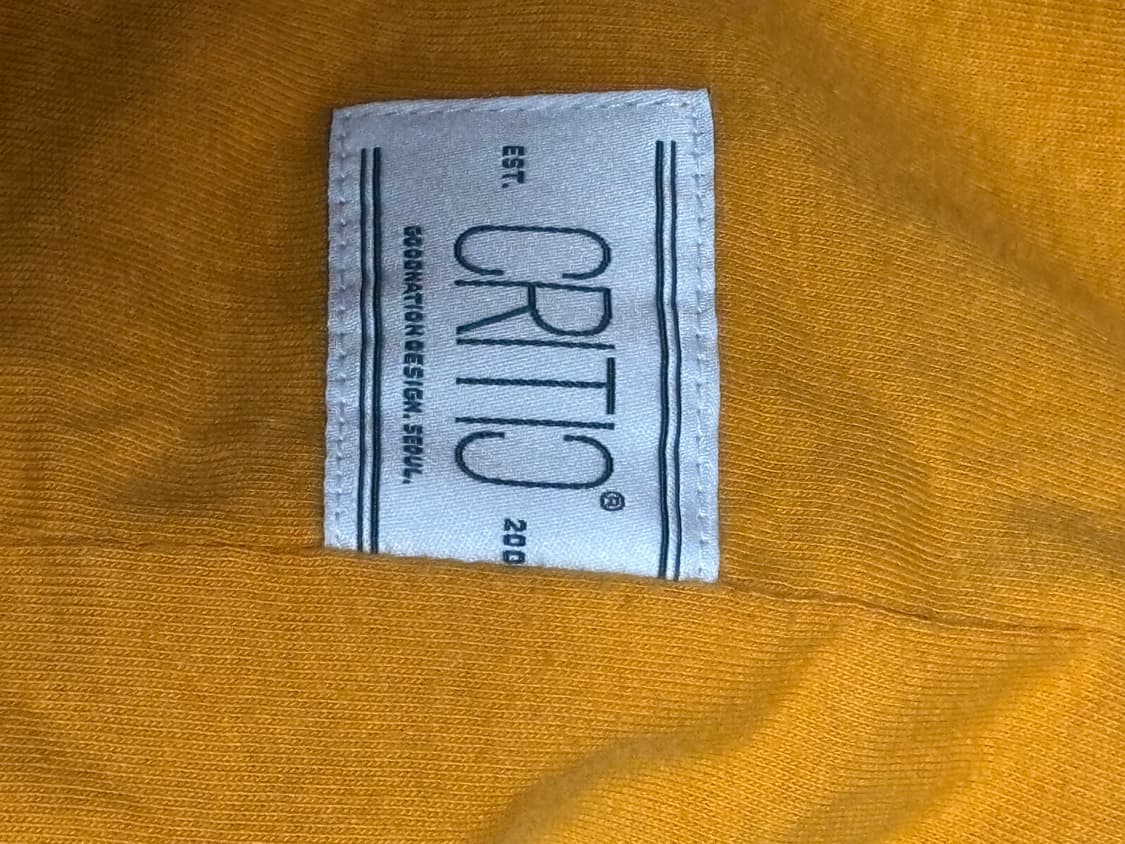 EST. CRITIC® 200
GOODNATION DESIGN, SEOUL.